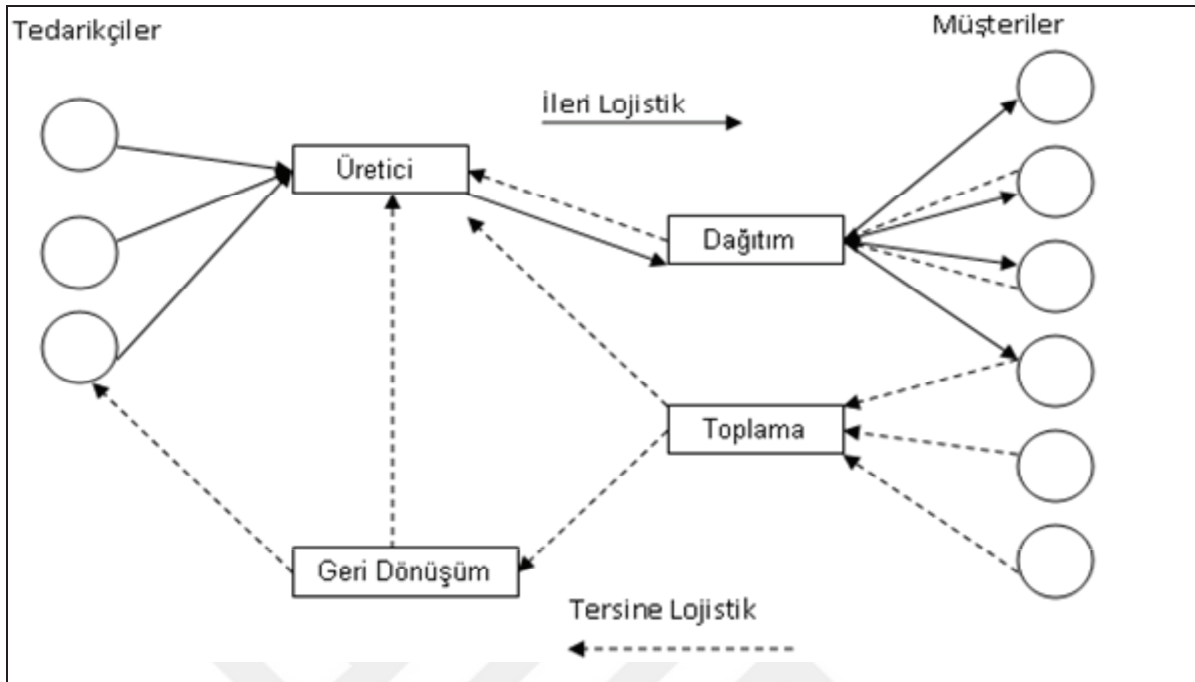 Tedarikçiler
Müşteriler
İleri Lojistik
Üretici
Dağıtım
Toplama
Geri Dönüşüm
Tersine Lojistik